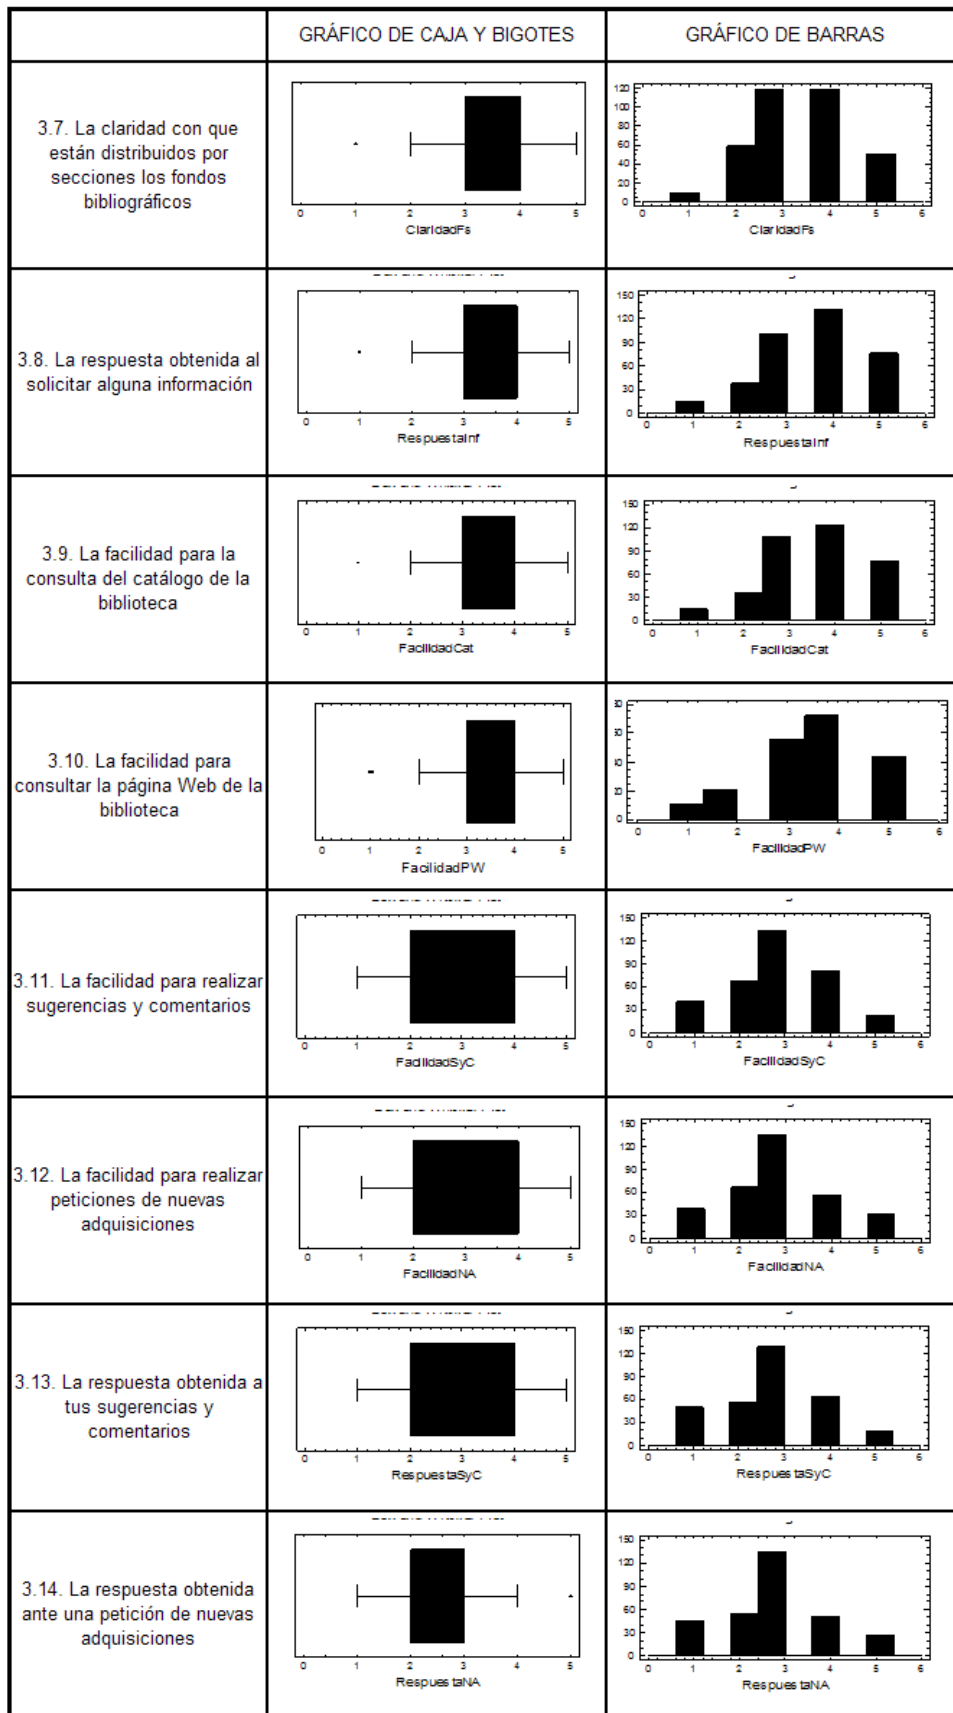 GRÁFICO DE CAJA Y BIGOTES
GRÁFICO DE BARRAS
3.7. La claridad con que
están distribuidos por
secciones los fondos
bibliográficos
0 1 2 3 4 5
ClaridadFs
120
100
80
60
40
20
0
0 1 2 3 4 5 6
ClaridadFs
3.8. La respuesta obtenida al
solicitar alguna información
0 1 2 3 4 5
RespuestaInf
150
120
90
60
30
0
0 1 2 3 4 5 6
RespuestaInf
3.9. La facilidad para la
consulta del catálogo de la
biblioteca
0 1 2 3 4 5
FacilidadCat
150
120
90
60
30
0
0 1 2 3 4 5 6
FacilidadCat
3.10. La facilidad para
consultar la página Web de la
biblioteca
0 1 2 3 4 5
FacilidadPW
80
60
40
20
0
0 1 2 3 4 5 6
FacilidadPW
3.11. La facilidad para realizar
sugerencias y comentarios
0 1 2 3 4 5
FacilidadSyC
150
120
90
60
30
0
0 1 2 3 4 5 6
FacilidadSyC
3.12. La facilidad para realizar
peticiones de nuevas
adquisiciones
0 1 2 3 4 5
FacilidadNA
150
120
90
60
30
0
0 1 2 3 4 5 6
FacilidadNA
3.13. La respuesta obtenida a
tus sugerencias y
comentarios
0 1 2 3 4 5
RespuestaSyC
150
120
90
60
30
0
0 1 2 3 4 5 6
RespuestaSyC
3.14. La respuesta obtenida
ante una petición de nuevas
adquisiciones
0 1 2 3 4 5
RespuestaNA
150
120
90
60
30
0
0 1 2 3 4 5 6
RespuestaNA